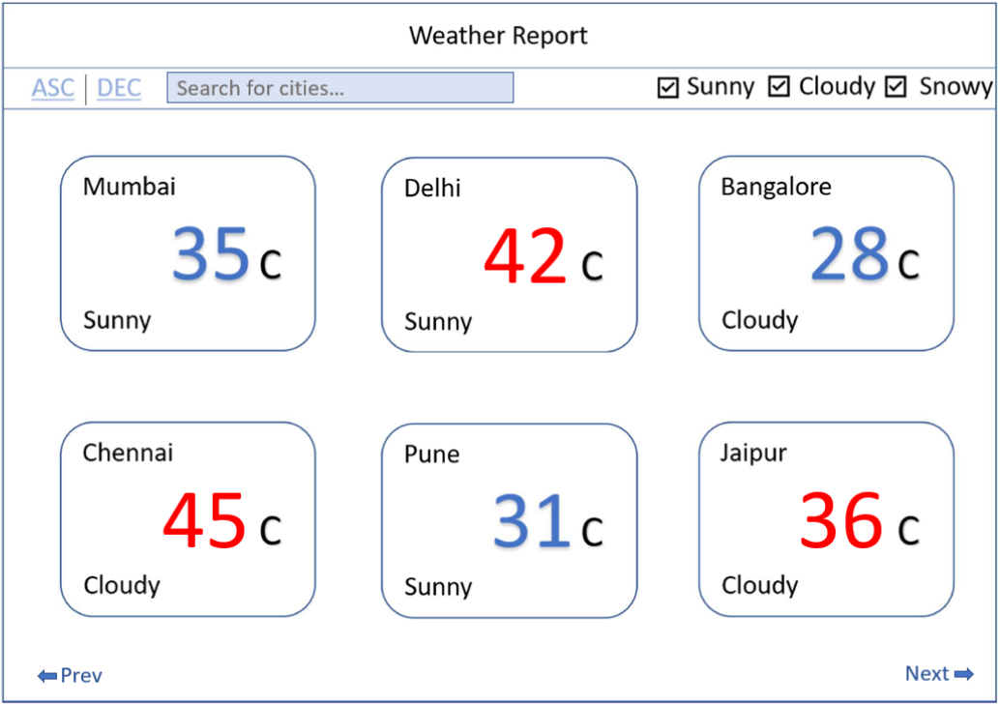 Weather Report
ASC | DEC Search for cities... Sunny Cloudy Snowy
Mumbai
35 C
Sunny
Delhi
42 C
Sunny
Bangalore
28 C
Cloudy
Chennai
45 C
Cloudy
Pune
31 C
Sunny
Jaipur
36 C
Cloudy
Prev
Next